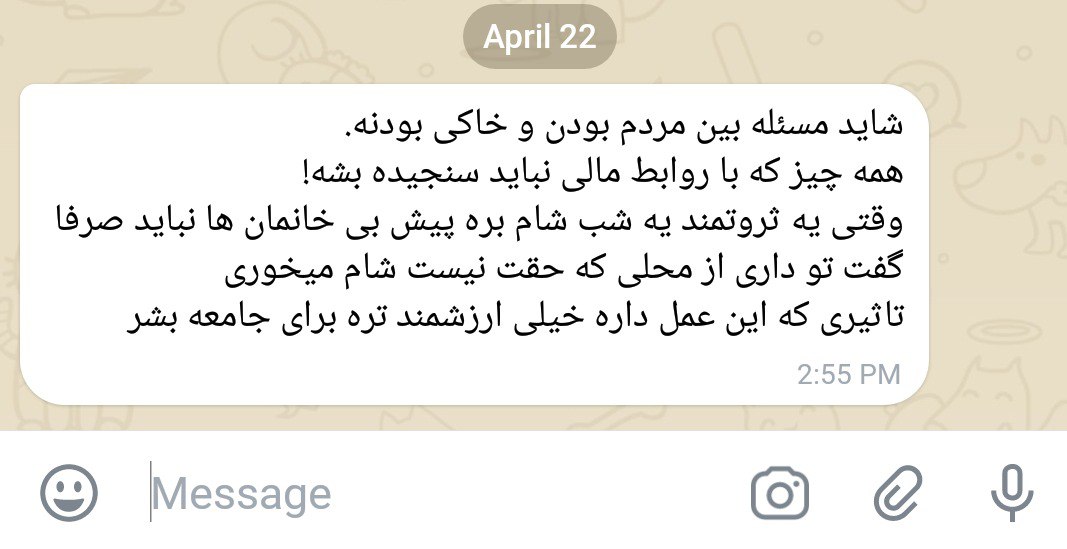 April 22
شاید مسئله بین مردم بودن و خاکی بودنه.
همه چیز که با روابط مالی نباید سنجیده بشه!
وقتی یه ثروتمند یه شب شام بره پیش بی خانمان ها نباید صرفا
گفت تو داری از محلی که حقت نیست شام میخوری
تاثیری که این عمل داره خیلی ارزشمند تره برای جامعه بشر
2:55 PM
Message